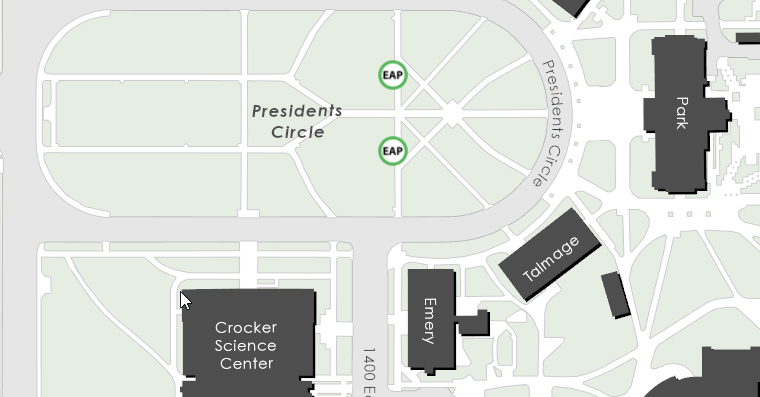 EAP
Presidents
Circle
EAP
Presidents Circle
Park
Talmage
Emery
Crocker
Science
Center
1400